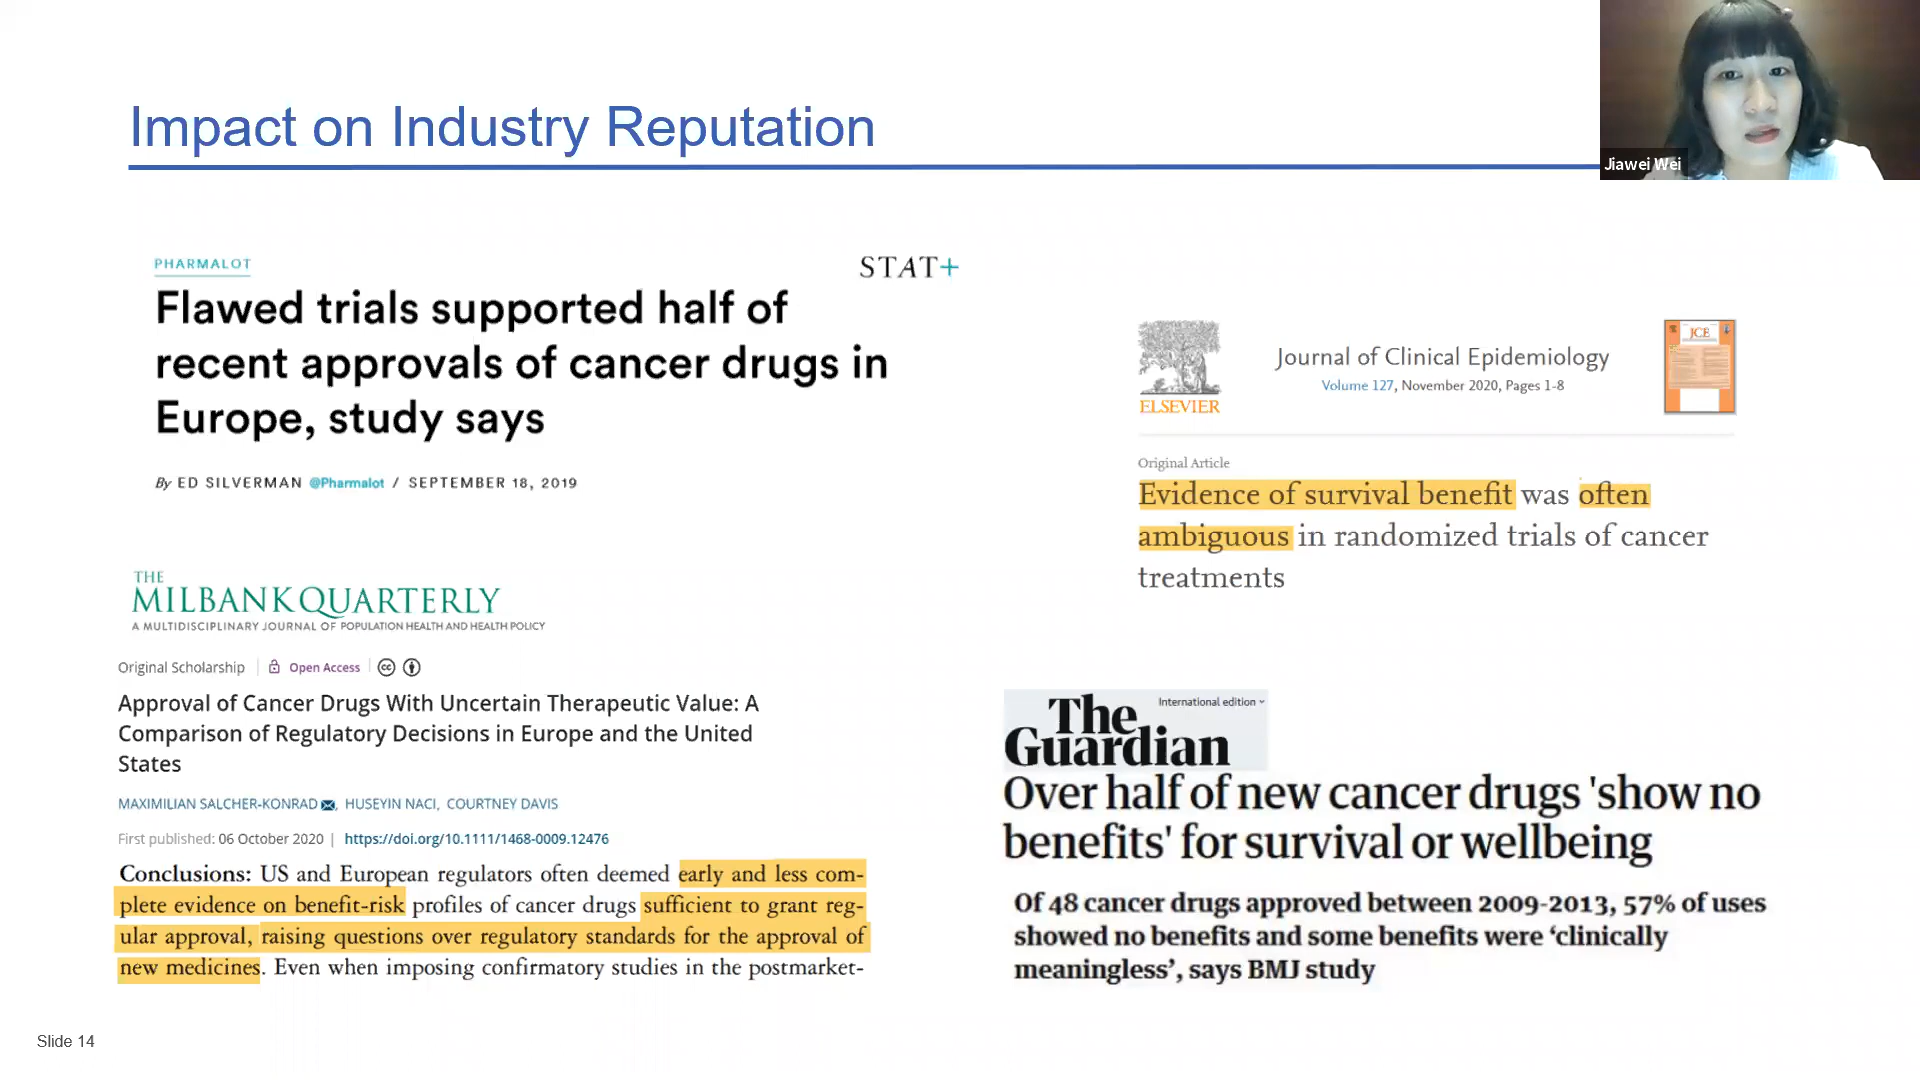 Impact on Industry Reputation
Jiawei Wei
PHARMALOT
STAT+
Flawed trials supported half of
recent approvals of cancer drugs in
Europe, study says
By ED SILVERMAN @Pharmalot / SEPTEMBER 18, 2019
ELSEVIER
Journal of Clinical Epidemiology
Volume 127, November 2020, Pages 1-8
JCE
Original Article
Evidence of survival benefit was often
ambiguous in randomized trials of cancer
treatments
THE
MILBANK QUARTERLY
A MULTIDISCIPLINARY JOURNAL OF POPULATION HEALTH AND HEALTH POLICY
Original Scholarship | Open Access | cc
Approval of Cancer Drugs With Uncertain Therapeutic Value: A
Comparison of Regulatory Decisions in Europe and the United
States
MAXIMILIAN SALCHER-KONRAD, HUSEYIN NACI, COURTNEY DAVIS
First published: 06 October 2020 | https://doi.org/10.1111/1468-0009.12476
Conclusions: US and European regulators often deemed early and less com-
plete evidence on benefit-risk profiles of cancer drugs sufficient to grant reg-
ular approval, raising questions over regulatory standards for the approval of
new medicines. Even when imposing confirmatory studies in the postmarket-
The
Guardian
International edition
Over half of new cancer drugs 'show no
benefits' for survival or wellbeing
Of 48 cancer drugs approved between 2009-2013, 57% of uses
showed no benefits and some benefits were ‘clinically
meaningless’, says BMJ study
Slide 14